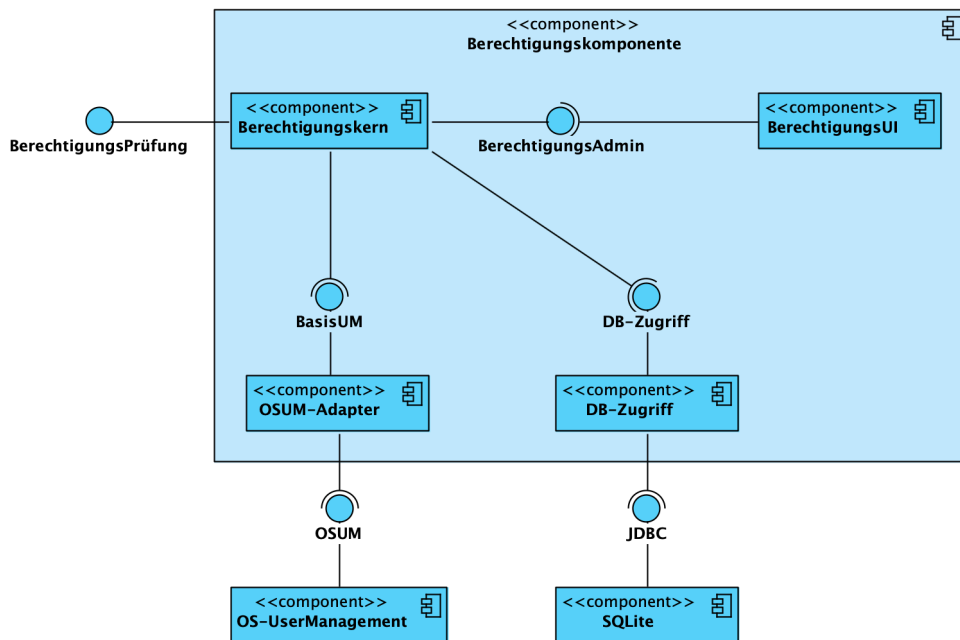 <<component>>
Berechtigungskomponente
<<component>>
Berechtigungskern
<<component>>
BerechtigungsUI
BerechtigungsPrüfung
BerechtigungsAdmin
BasisUM
DB-Zugriff
<<component>>
OSUM-Adapter
<<component>>
DB-Zugriff
OSUM
JDBC
<<component>>
OS-UserManagement
<<component>>
SQLite